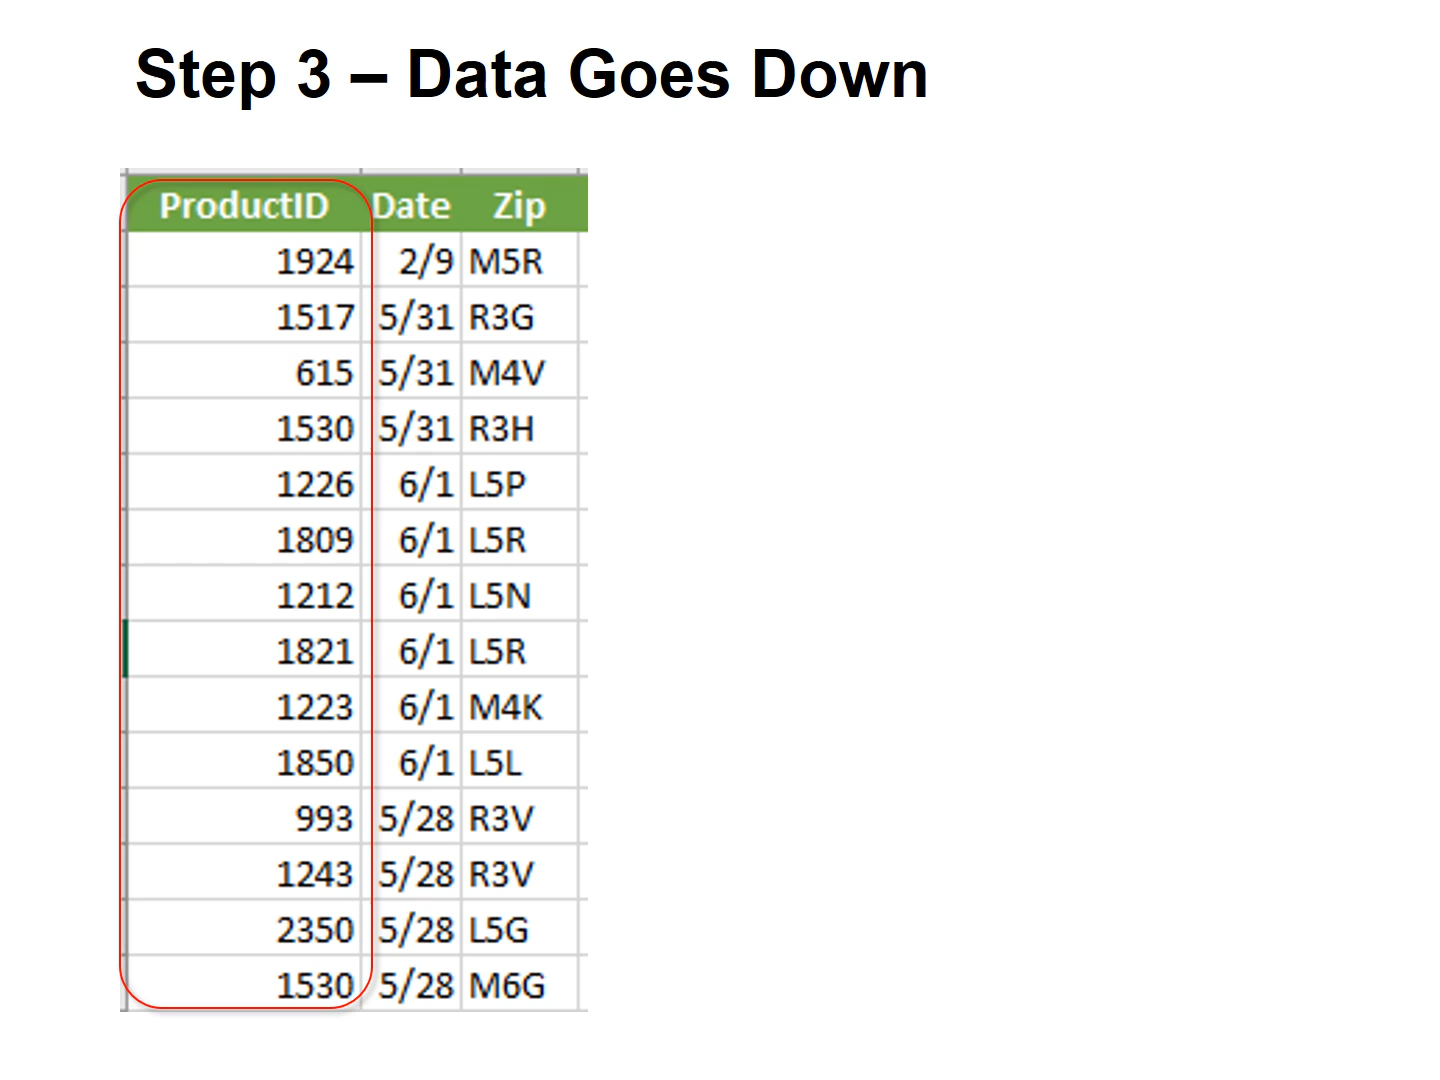 Step 3 – Data Goes Down
ProductID Date Zip
1924 2/9 M5R
1517 5/31 R3G
615 5/31 M4V
1530 5/31 R3H
1226 6/1 L5P
1809 6/1 L5R
1212 6/1 L5N
1821 6/1 L5R
1223 6/1 M4K
1850 6/1 L5L
993 5/28 R3V
1243 5/28 R3V
2350 5/28 L5G
1530 5/28 M6G